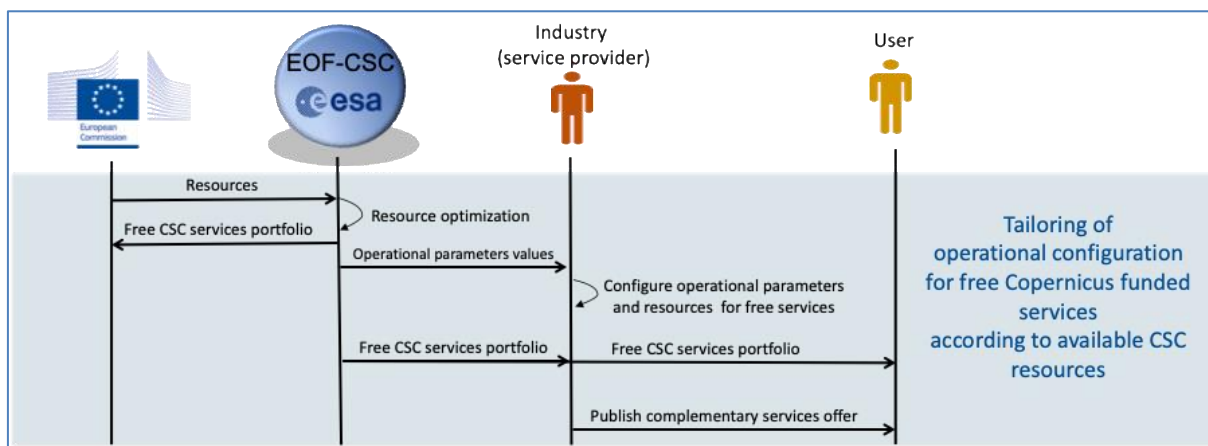 Industry
(service provider)
User
EOF-CSC
esa
European
Commission
Resources
Resource optimization
Free CSC services portfolio
Operational parameters values
Configure operational parameters
and resources for free services
Free CSC services portfolio
Free CSC services portfolio
Publish complementary services offer
Tailoring of
operational configuration
for free Copernicus funded
services
according to available CSC
resources